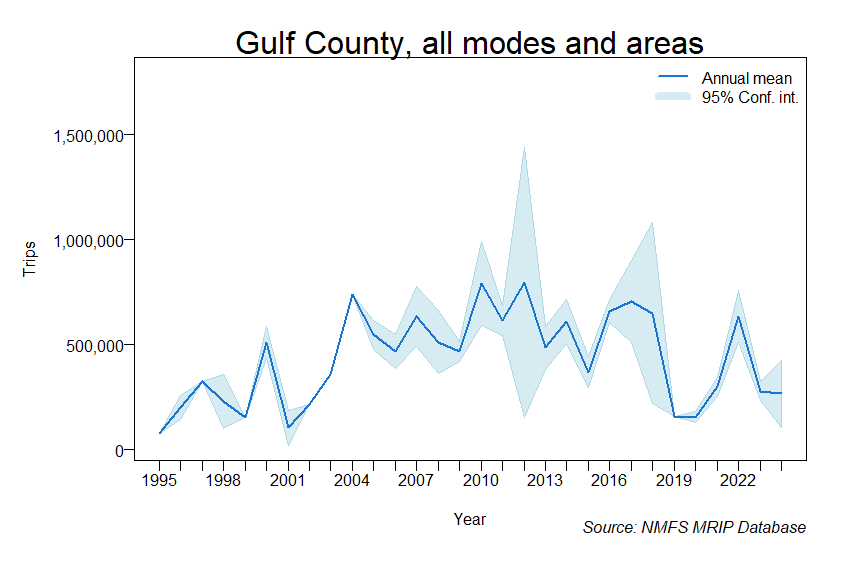 Gulf County, all modes and areas
Annual mean
95% Conf. int.
1,500,000
1,000,000
500,000
0
Trips
1995 1998 2001 2004 2007 2010 2013 2016 2019 2022
Year
Source: NMFS MRIP Database